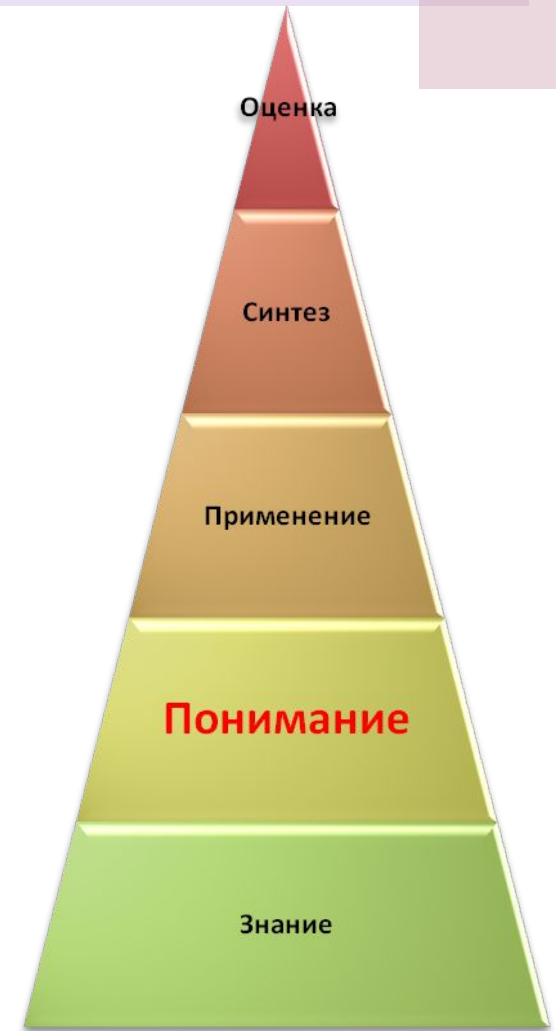 Оценка
Синтез
Применение
Понимание
Знание